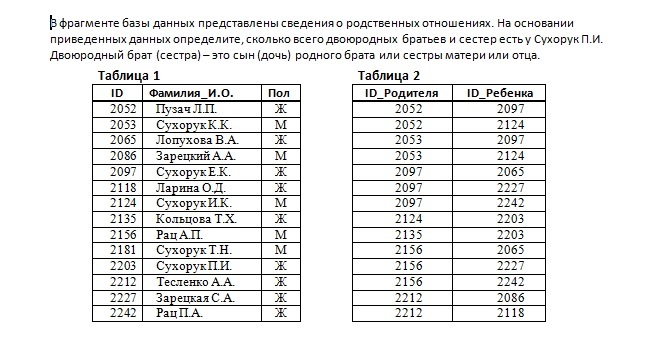 В фрагменте базы данных представлены сведения о родственных отношениях. На основании
приведенных данных определите, сколько всего двоюродных братьев и сестер есть у Сухорук П.И.
Двоюродный брат (сестра) – это сын (дочь) родного брата или сестры матери или отца.
Таблица 1 Таблица 2
ID Фамилия_И.О. Пол ID_Родителя ID_Ребенка
2052 Пузач Л.П. Ж 2052 2097
2053 Сухорук К.К. М 2052 2124
2065 Лопухова В.А. Ж 2053 2097
2086 Зарецкий А.А. М 2053 2124
2097 Сухорук Е.К. Ж 2097 2065
2118 Ларина О.Д. Ж 2097 2227
2124 Сухорук И.К. М 2097 2242
2135 Кольцова Т.Х. Ж 2124 2203
2156 Рац А.П. М 2135 2203
2181 Сухорук Т.Н. М 2156 2065
2203 Сухорук П.И. Ж 2156 2227
2212 Тесленко А.А. Ж 2156 2242
2227 Зарецкая С.А. Ж 2212 2086
2242 Рац П.А. Ж 2212 2118